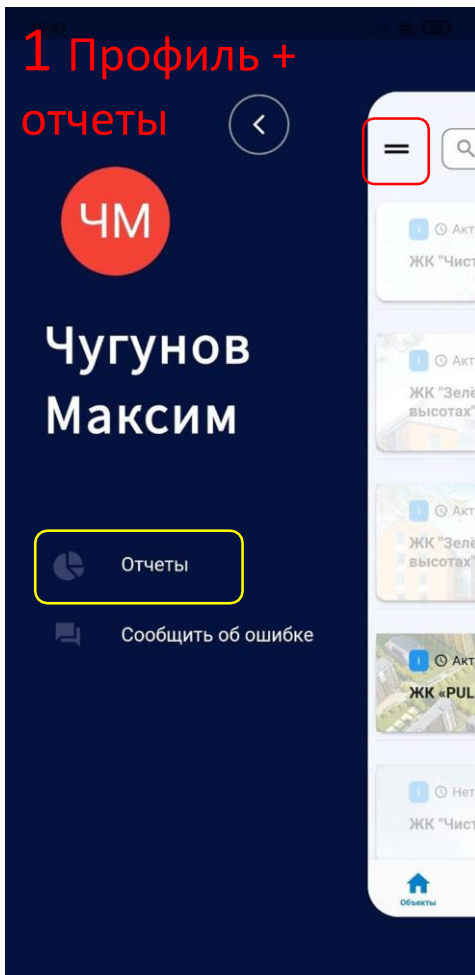 1 Профиль +
отчеты
ЧМ
Чугунов
Максим
Отчеты
Сообщить об ошибке
Акт
ЖК "Чист
Акт
ЖК "Зелё
высотах"
Акт
ЖК "Зелё
высотах"
Акт
ЖК «PUL
Нет
ЖК "Чист
Объекты